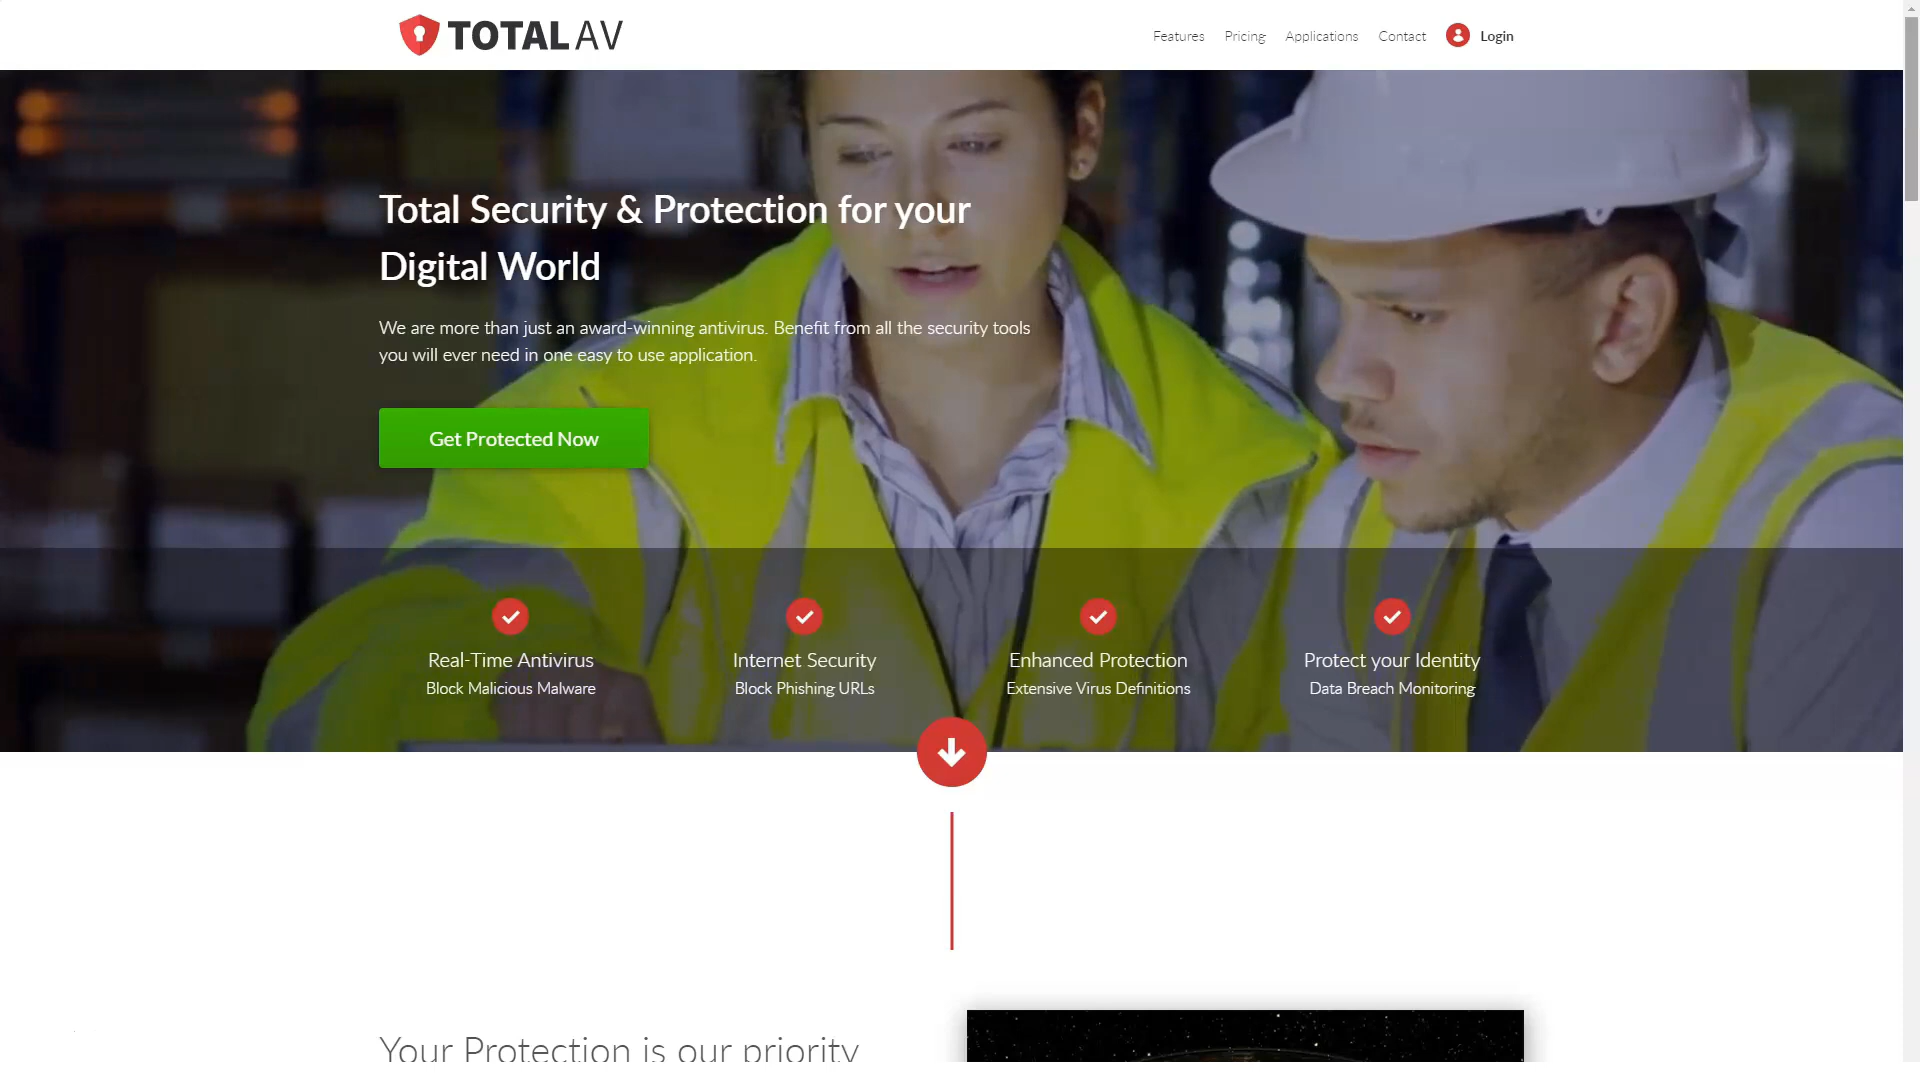 TOTAL AV
Features Pricing Applications Contact Login
Total Security & Protection for your
Digital World
We are more than just an award-winning antivirus. Benefit from all the security tools
you will ever need in one easy to use application.
Get Protected Now
Real-Time Antivirus
Block Malicious Malware
Internet Security
Block Phishing URLs
Enhanced Protection
Extensive Virus Definitions
Protect your Identity
Data Breach Monitoring
Your Protection is our priority